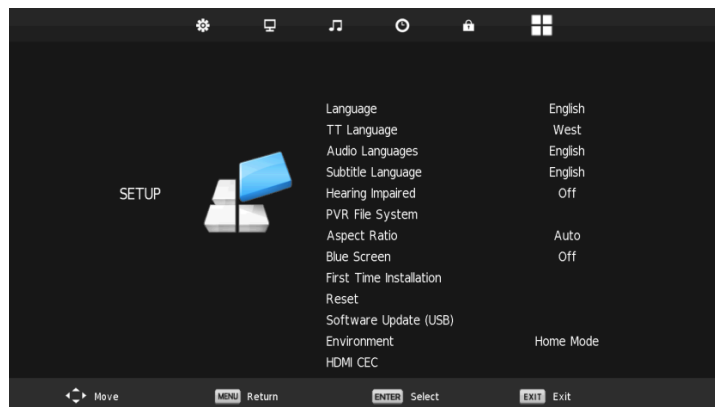 Language English
TT Language West
Audio Languages English
Subtitle Language English
SETUP Hearing Impaired Off
PVR File System
Aspect Ratio Auto
Blue Screen Off
First Time Installation
Reset
Software Update (USB)
Environment Home Mode
HDMI CEC
Move MENU Return ENTER Select EXIT Exit